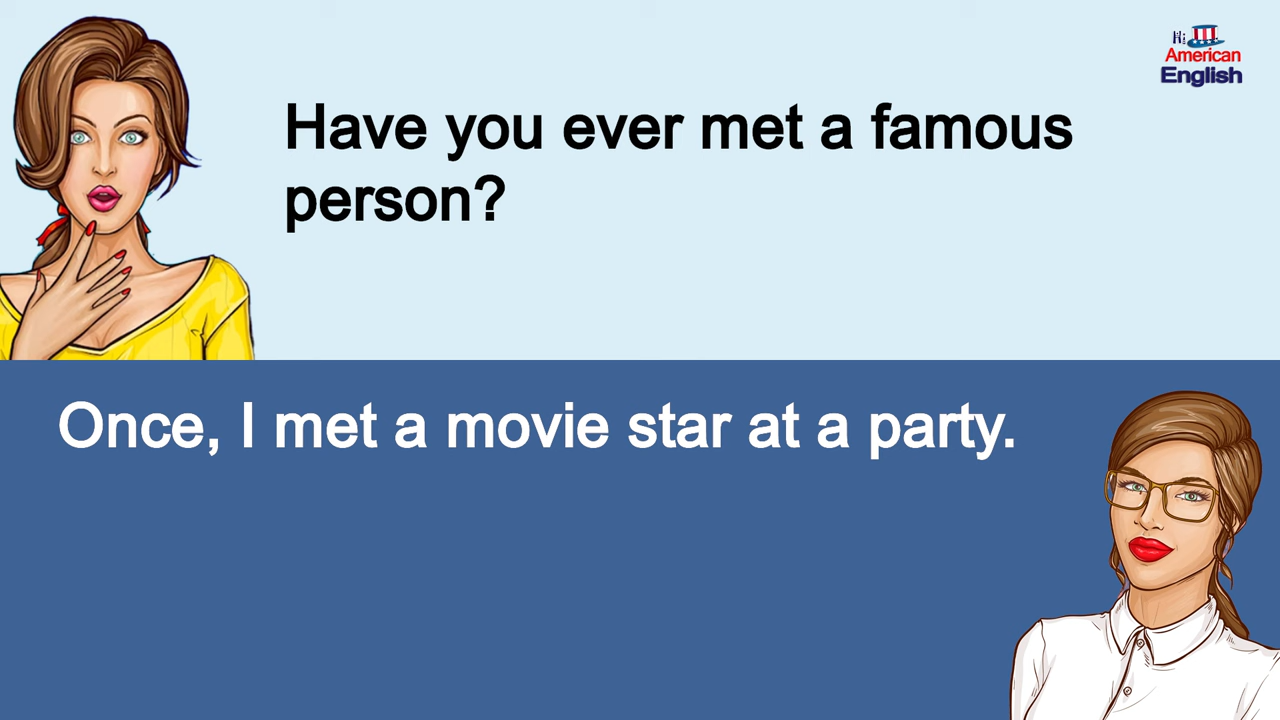 Hi
American
English
Have you ever met a famous
person?
Once, I met a movie star at a party.